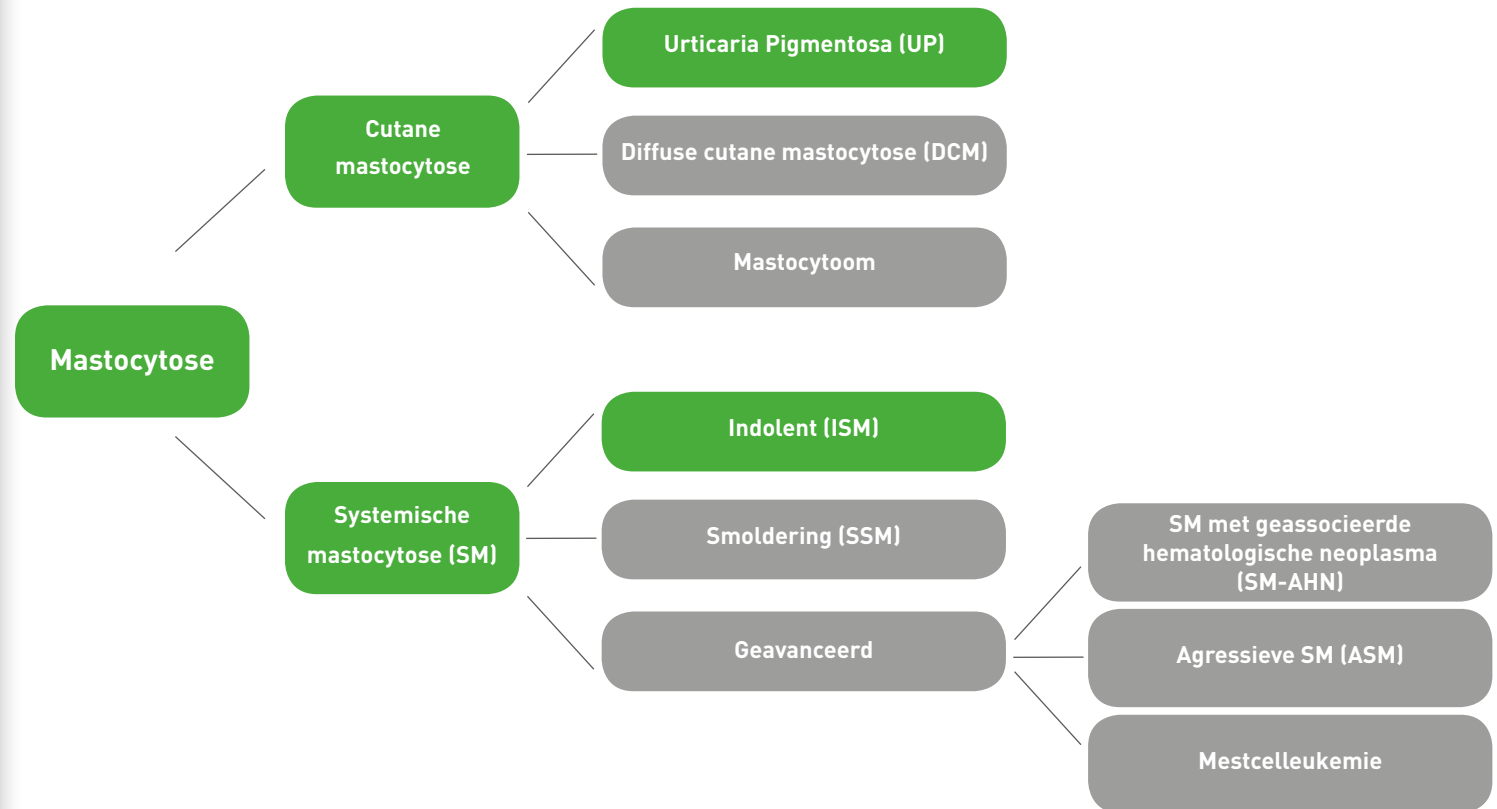 Urticaria Pigmentosa (UP)
Cutane
mastocytose
Diffuse cutane mastocytose (DCM)
Mastocytoom
Mastocytose
Indolent (ISM)
Systemische
mastocytose (SM)
Smoldering (SSM)
Geavanceerd
SM met geassocieerde
hematologische neoplasma
(SM-AHN)
Agressieve SM (ASM)
Mestcelleukemie